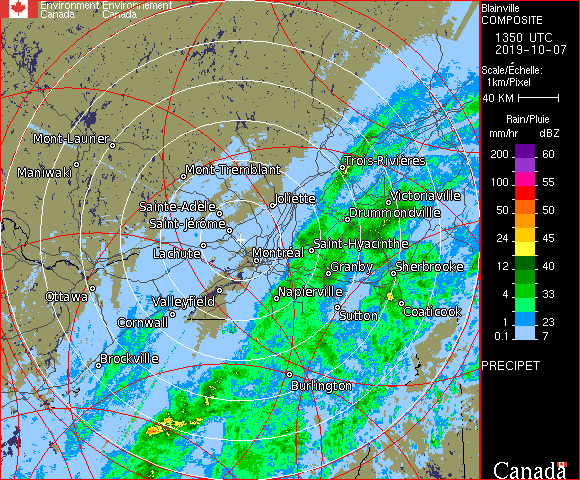 Environment Environnement
Canada Canada
Blainville
COMPOSITE
1350 UTC
2019-10-07
Scale/Échelle:
1km/Pixel
40 KM
Rain/Pluie
mm/hr dBZ
200 60
100 55
50 50
24 45
12 40
4 33
1 23
0.1 7
PRECIPET
Canada
Mont-Laurier
Maniwaki
Mont-Tremblant
Trois-Rivières
Joliette
Victoriaville
Sainte-Adèle
Drummondville
Saint-Jérôme
Lachute
Montréal
Saint-Hyacinthe
Granby
Sherbrooke
Ottawa
Valleyfield
Napierville
Cornwall
Sutton
Coaticook
Brockville
Burlington